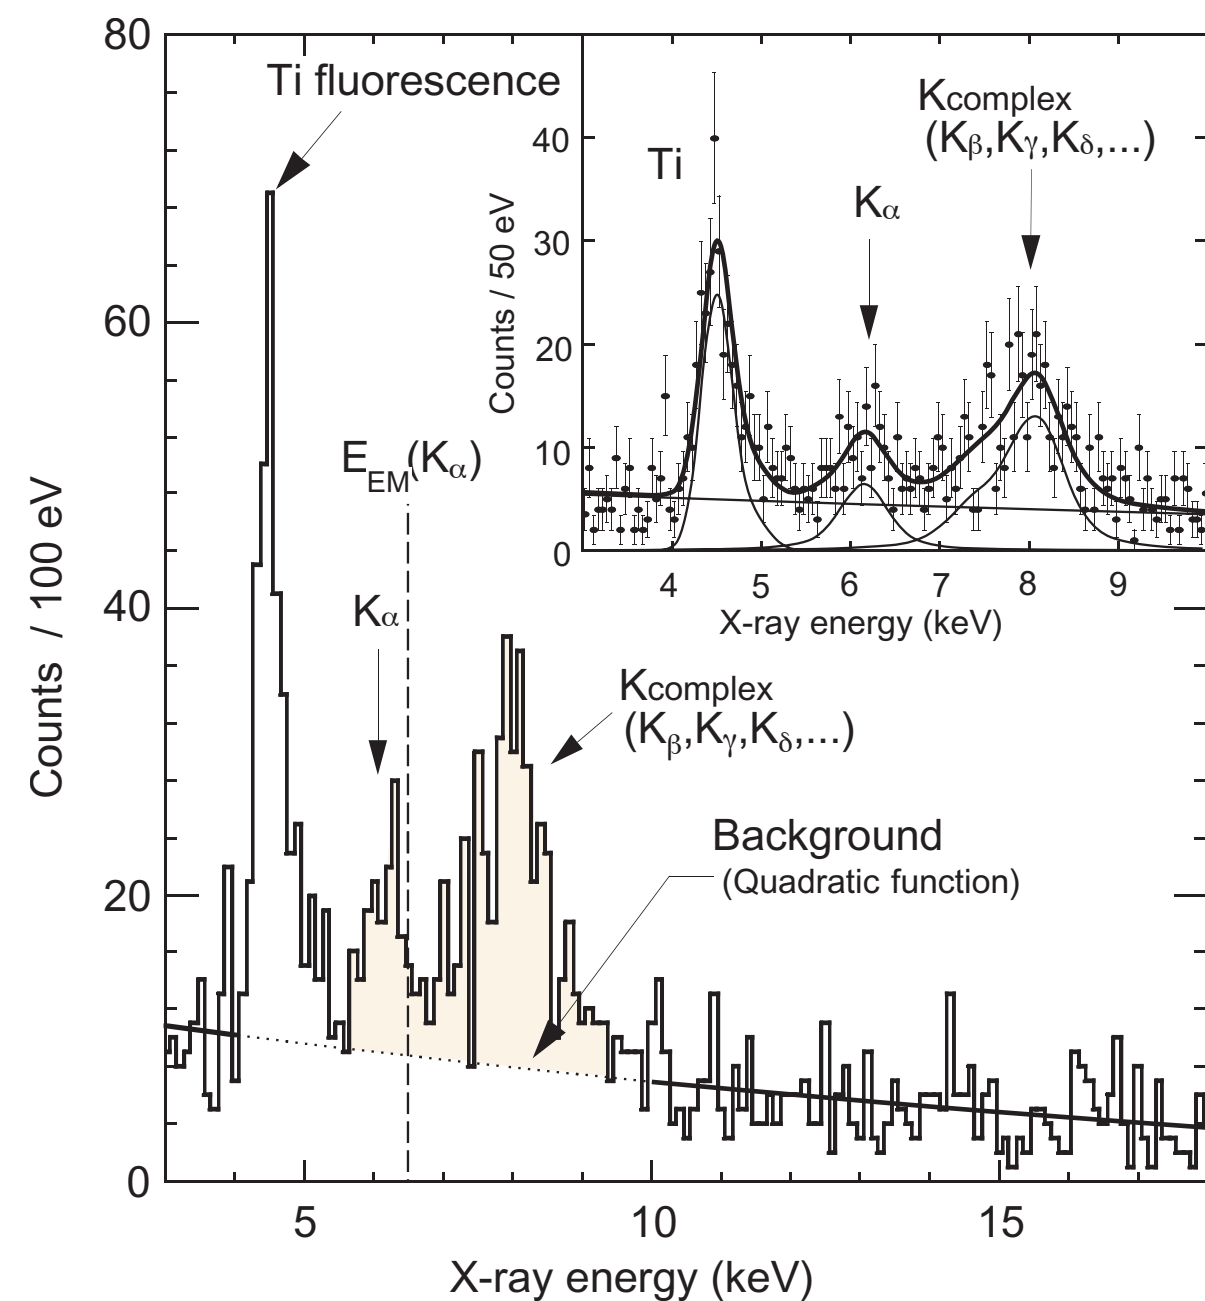 80
60
40
20
0
5
10
15
Counts / 100 eV
X-ray energy (keV)
Ti fluorescence
E_EM(Kα)
Kα
Kcomplex
(Kβ,Kγ,Kδ,...)
Background
(Quadratic function)
40
30
20
10
0
4
5
6
7
8
9
Counts / 50 eV
X-ray energy (keV)
Ti
Kα
Kcomplex
(Kβ,Kγ,Kδ,...)